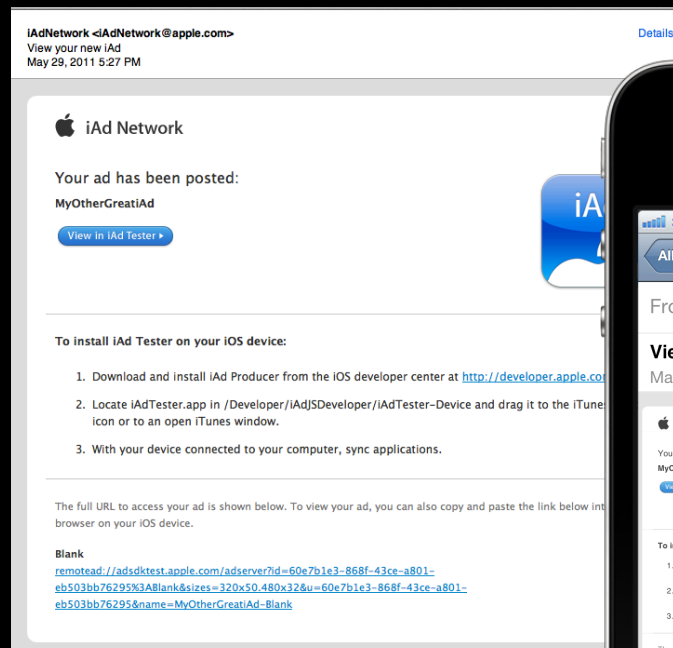 iAdNetwork <iAdNetwork@apple.com>
Details
View your new iAd
May 29, 2011 5:27 PM
iAd Network
Your ad has been posted:
MyOtherGreatiAd
View in iAd Tester
To install iAd Tester on your iOS device:
1. Download and install iAd Producer from the iOS developer center at http://developer.apple.co
2. Locate iAdTester.app in /Developer/iAdJSDeveloper/iAdTester-Device and drag it to the iTune
icon or to an open iTunes window.
3. With your device connected to your computer, sync applications.
The full URL to access your ad is shown below. To view your ad, you can also copy and paste the link below int
browser on your iOS device.
Blank
remotead://adsdktest.apple.com/adserver?id=60e7b1e3-868f-43ce-a801-
eb503bb76295%3ABlank&sizes=320x50.480x32&u=60e7b1e3-868f-43ce-a801-
eb503bb76295&name=MyOtherGreatiAd-Blank
iA
Al
Fro
Vie
Ma
You
MyO
Vie
To i
1.
2.
3.